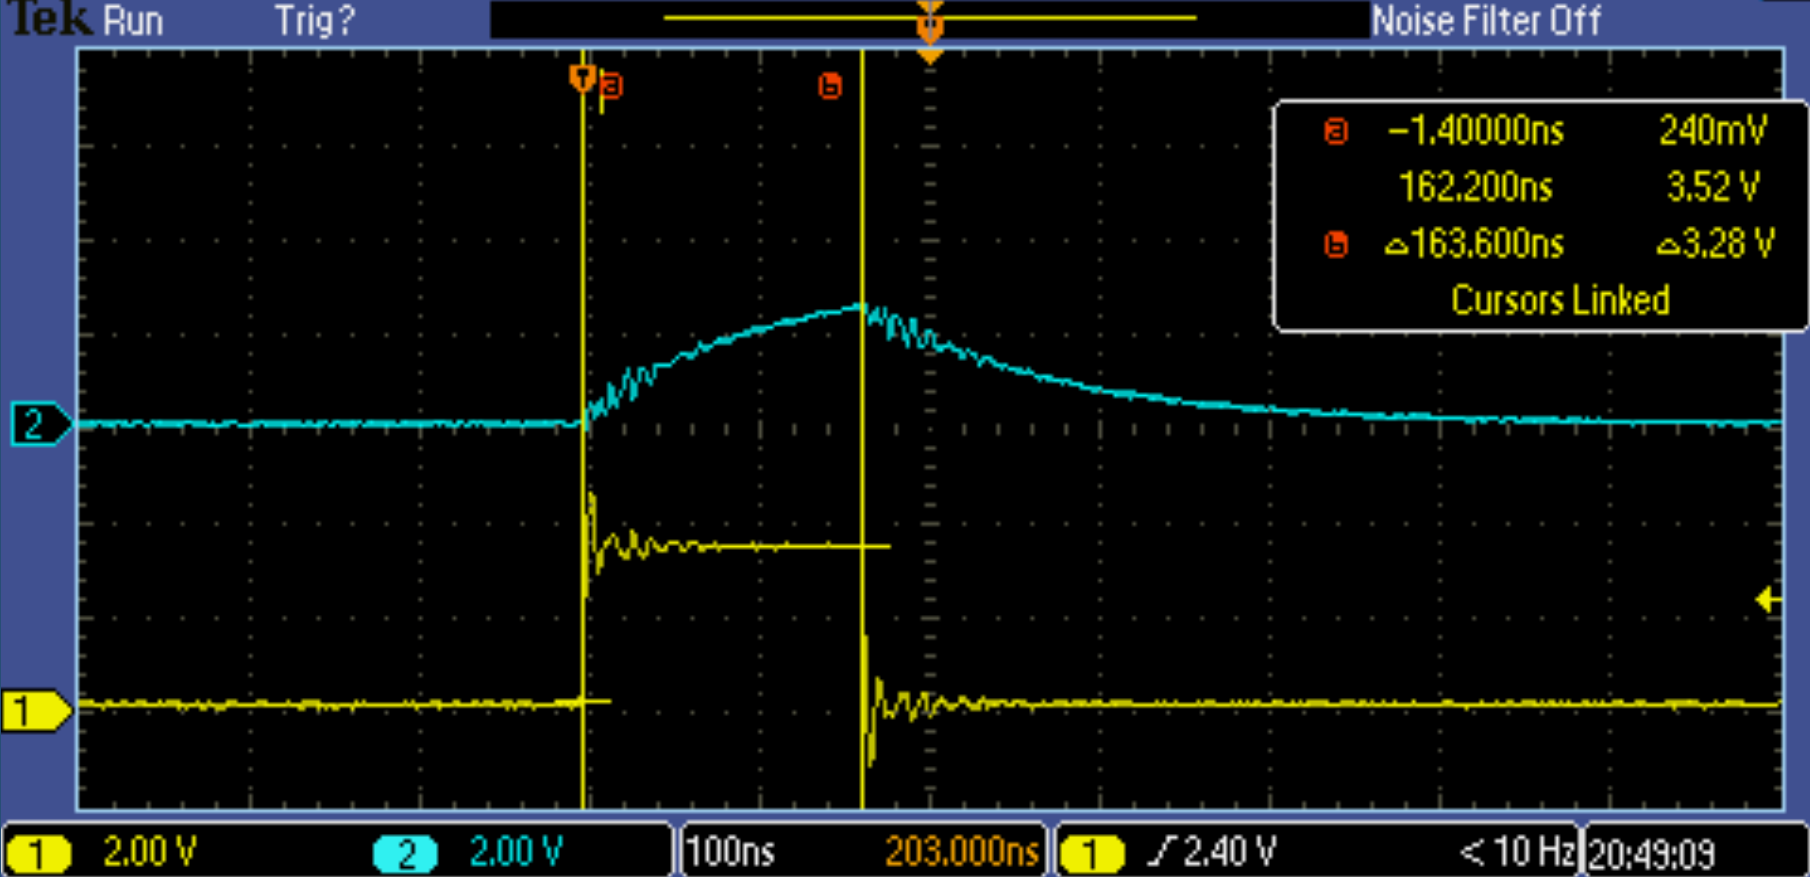 Tek Run Trig? Noise Filter Off
T a b
a −1.40000ns 240mV
162.200ns 3.52 V
b △163.600ns △3.28 V
Cursors Linked
2
1
1 2.00 V 2 2.00 V 100ns 203.000ns 1 2.40 V < 10 Hz 20:49:09